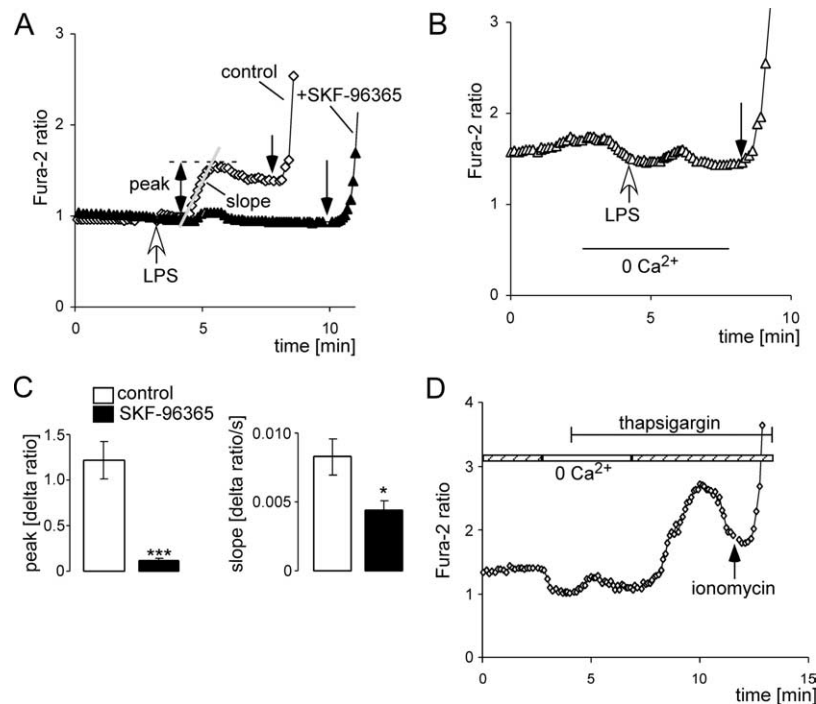 A
Fura-2 ratio
3
2
1
0
0
5
10
time [min]
control
+SKF-96365
peak
slope
LPS
B
Fura-2 ratio
3
2
1
0
0
5
10
time [min]
LPS
0 Ca²⁺
C
control
SKF-96365
peak [delta ratio]
1.5
1.0
0.5
0
***
slope [delta ratio/s]
0.010
0.005
0
*
D
Fura-2 ratio
4
3
2
1
0
0
5
10
15
time [min]
thapsigargin
0 Ca²⁺
ionomycin